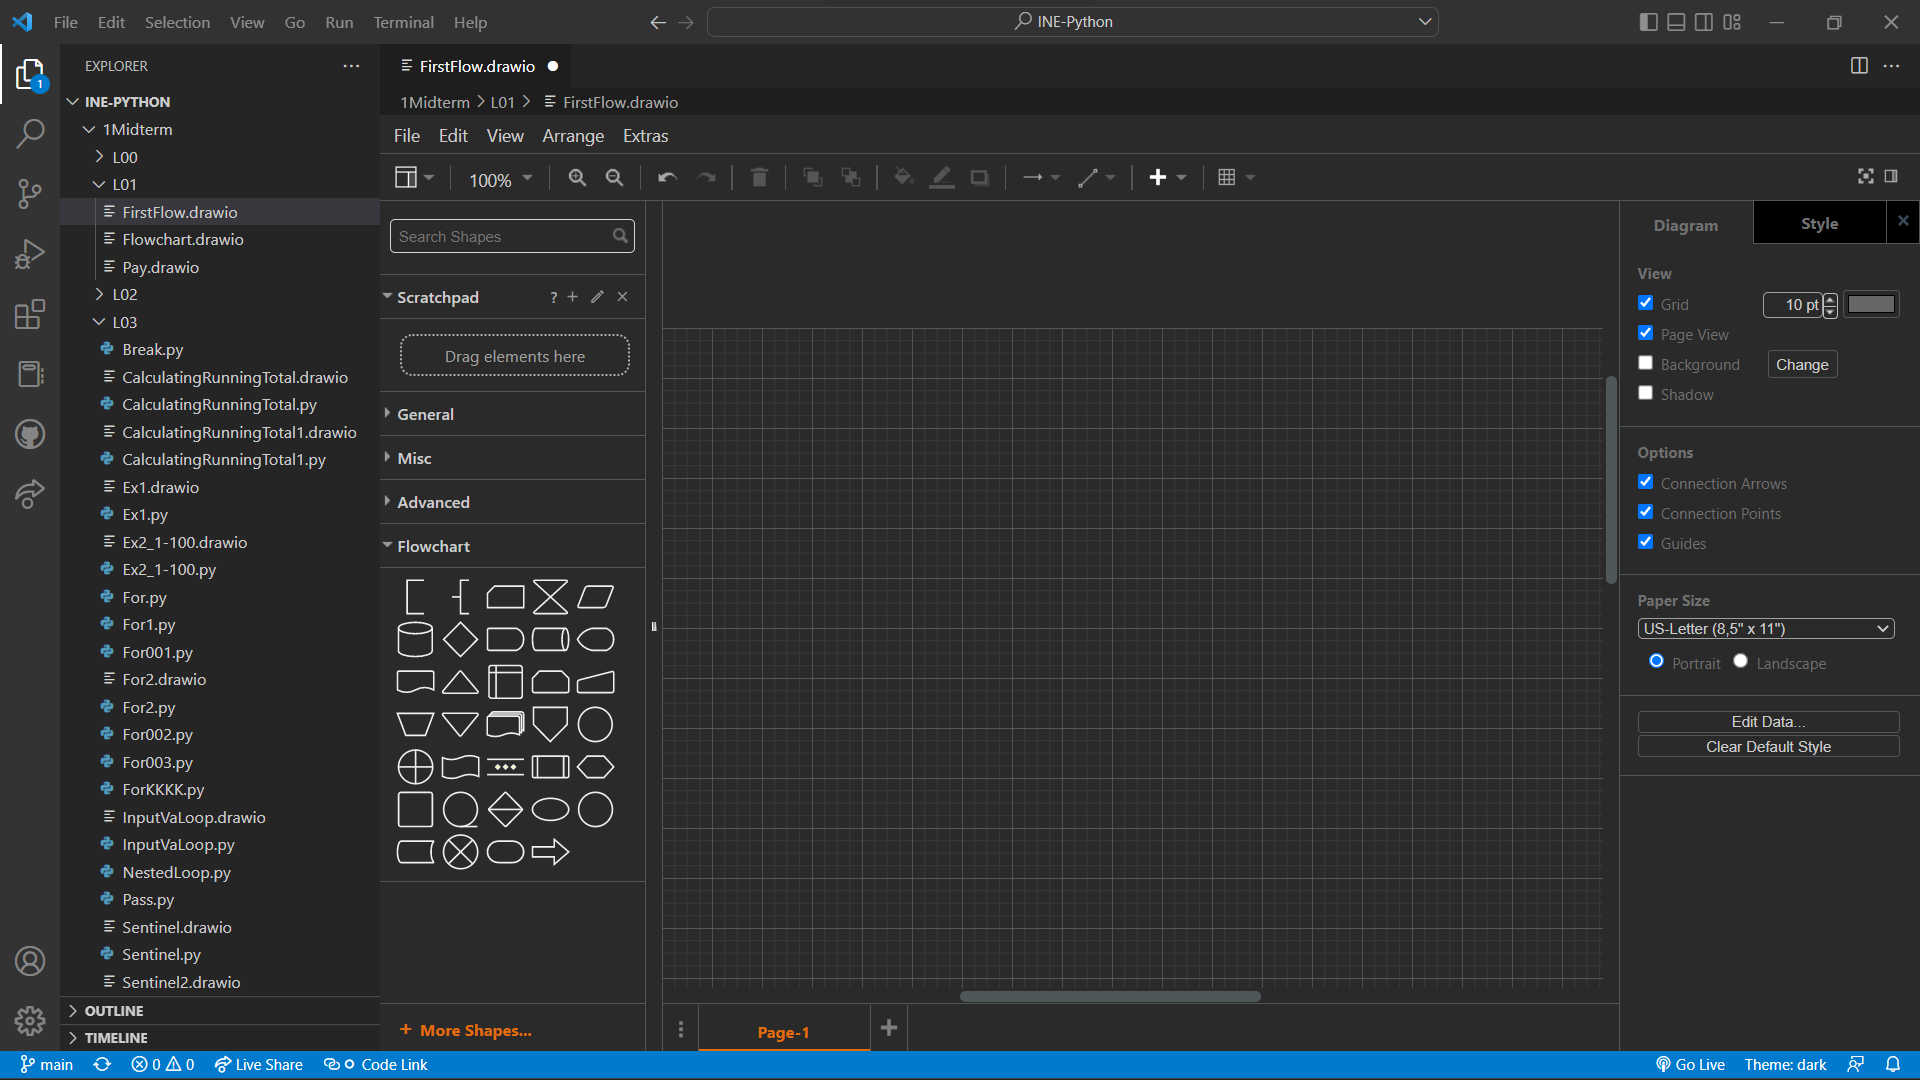 File Edit Selection View Go Run Terminal Help
INE-Python
EXPLORER
1
INE-PYTHON
1Midterm
L00
L01
FirstFlow.drawio
Flowchart.drawio
Pay.drawio
L02
L03
Break.py
CalculatingRunningTotal.drawio
CalculatingRunningTotal.py
CalculatingRunningTotal1.drawio
CalculatingRunningTotal1.py
Ex1.drawio
Ex1.py
Ex2_1-100.drawio
Ex2_1-100.py
For.py
For1.py
For001.py
For2.drawio
For2.py
For002.py
For003.py
ForKKKK.py
InputVaLoop.drawio
InputVaLoop.py
NestedLoop.py
Pass.py
Sentinel.drawio
Sentinel.py
Sentinel2.drawio
OUTLINE
TIMELINE
FirstFlow.drawio
1Midterm > L01 > FirstFlow.drawio
File Edit View Arrange Extras
100%
Search Shapes
Scratchpad ?
Drag elements here
General
Misc
Advanced
Flowchart
+ More Shapes...
Page-1
Diagram Style
View
Grid 10 pt
Page View
Background Change
Shadow
Options
Connection Arrows
Connection Points
Guides
Paper Size
US-Letter (8,5" x 11")
Portrait Landscape
Edit Data...
Clear Default Style
main 0 0 Live Share Code Link Go Live Theme: dark